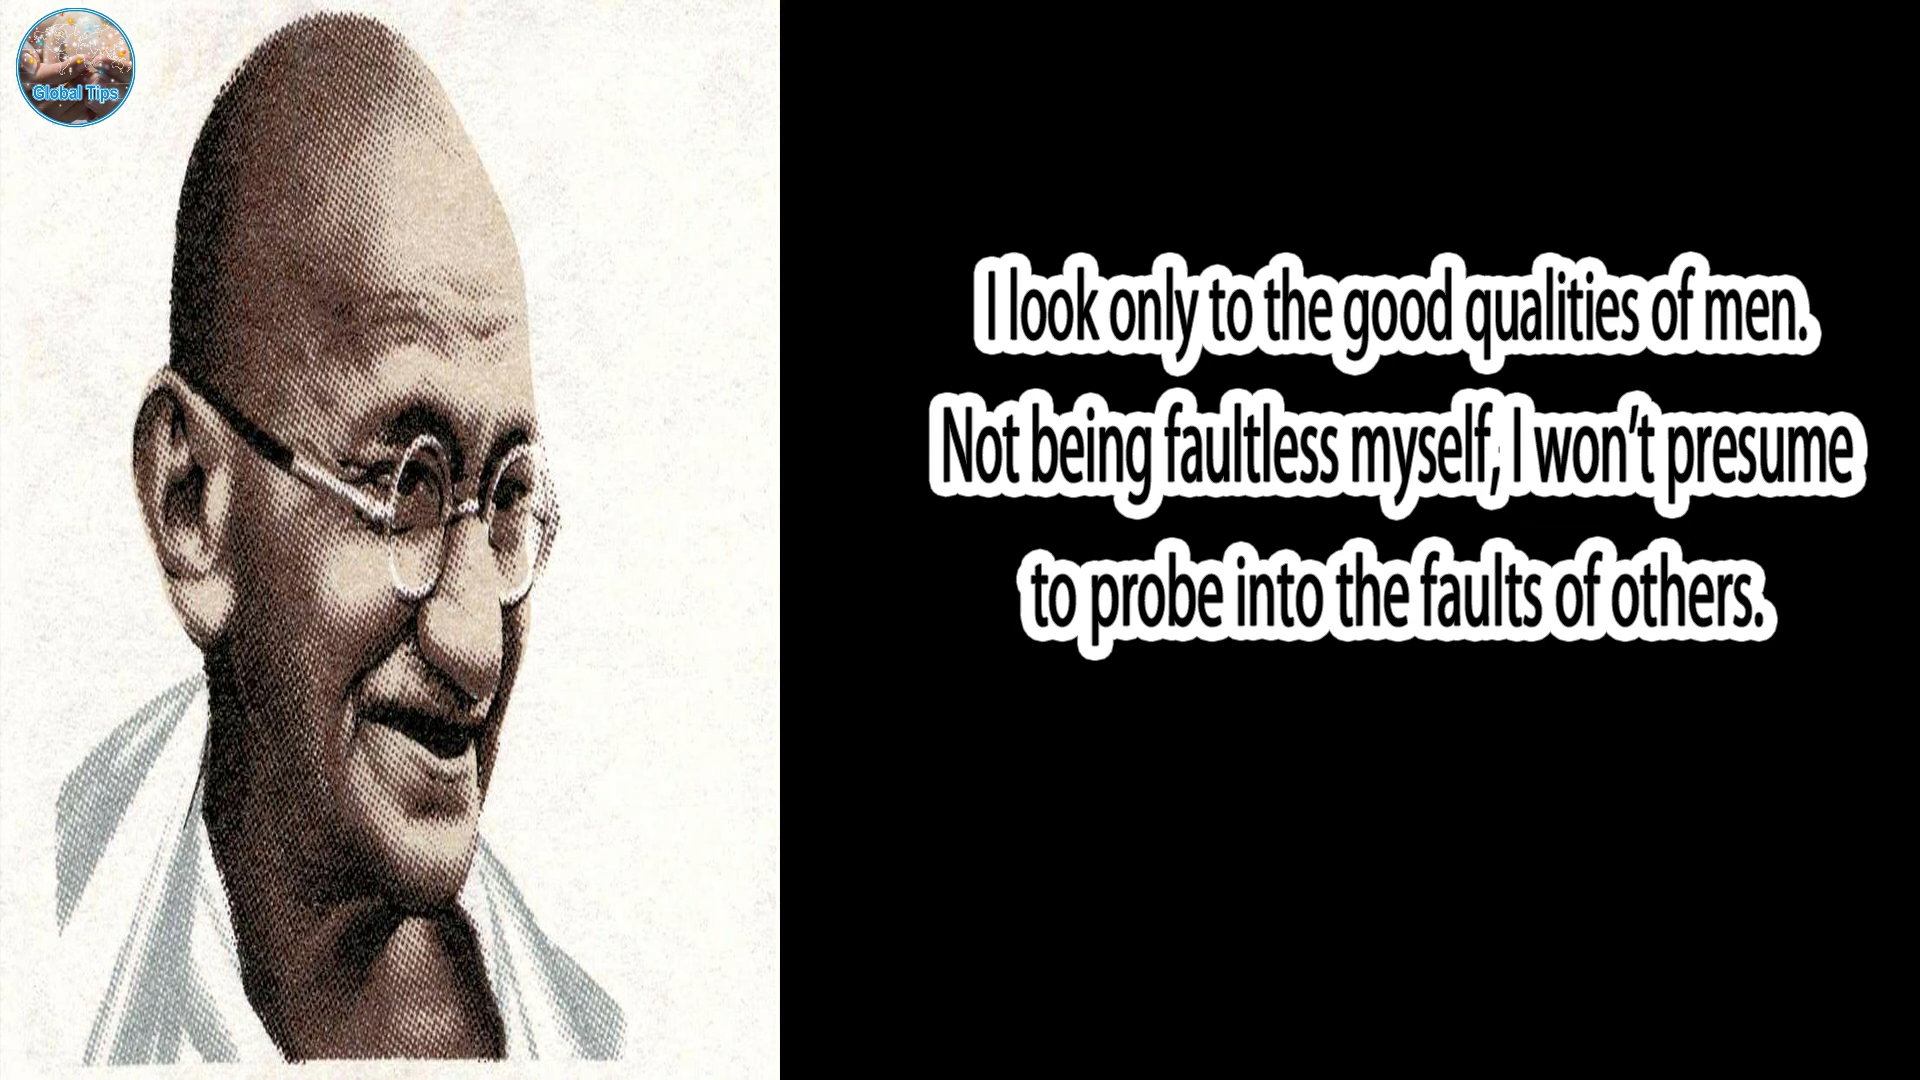 Global Tips
I look only to the good qualities of men.
Not being faultless myself, I won’t presume
to probe into the faults of others.